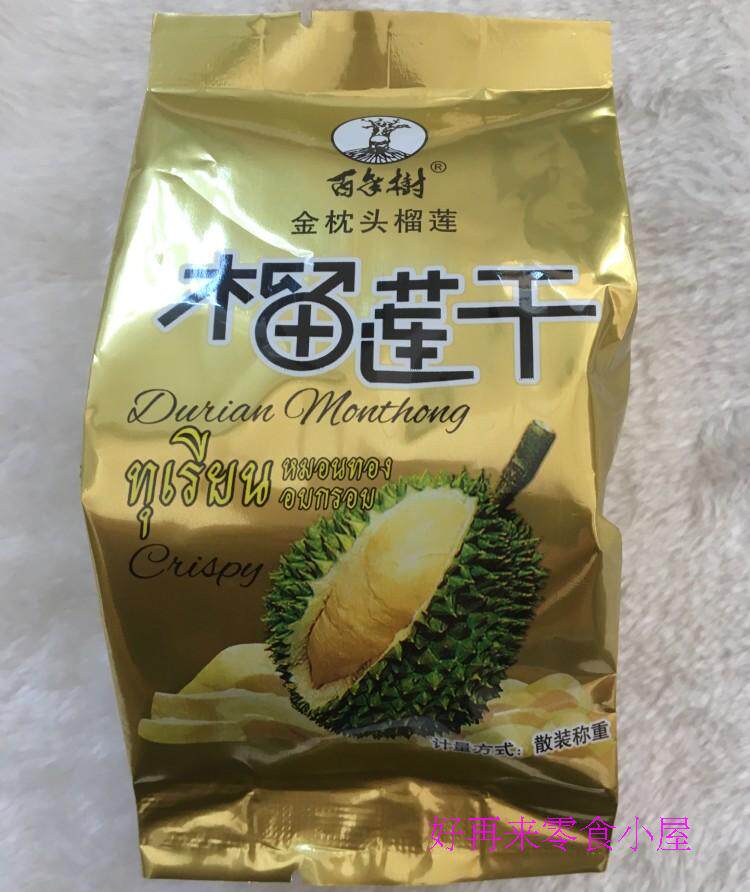 百年树®
金枕头榴莲
榴莲干
Durian Monthong
ทุเรียน หมอนทอง
อบกรอบ
Crispy
计量方式：散装称重
好再来零食小屋